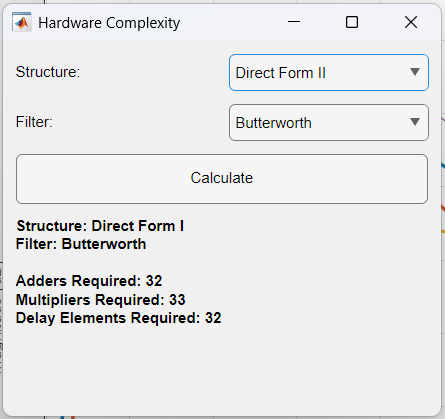 Hardware Complexity
Structure: Direct Form II
Filter: Butterworth
Calculate
Structure: Direct Form I
Filter: Butterworth
Adders Required: 32
Multipliers Required: 33
Delay Elements Required: 32